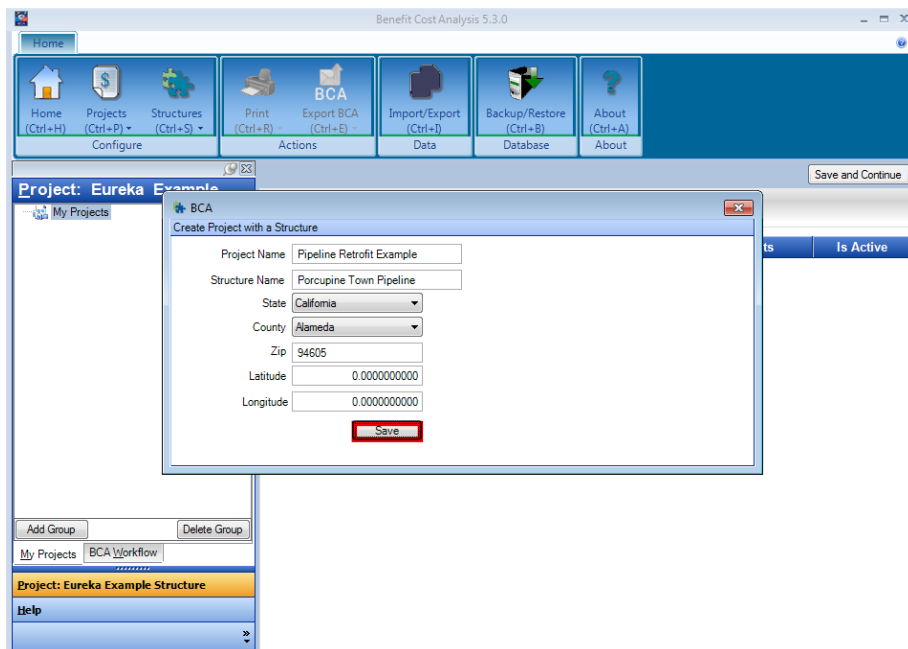 Benefit Cost Analysis 5.3.0
Home
Home
(Ctrl+H)
Projects
(Ctrl+P)
Structures
(Ctrl+S)
Configure
Print
(Ctrl+R)
BCA
Export BCA
(Ctrl+E)
Actions
Import/Export
(Ctrl+I)
Data
Backup/Restore
(Ctrl+B)
Database
About
(Ctrl+A)
About
Project: Eureka Example
My Projects
Save and Continue
ts
Is Active
BCA
Create Project with a Structure
Project Name Pipeline Retrofit Example
Structure Name Porcupine Town Pipeline
State California
County Alameda
Zip 94605
Latitude 0.0000000000
Longitude 0.0000000000
Save
Add Group Delete Group
My Projects BCA Workflow
Project: Eureka Example Structure
Help